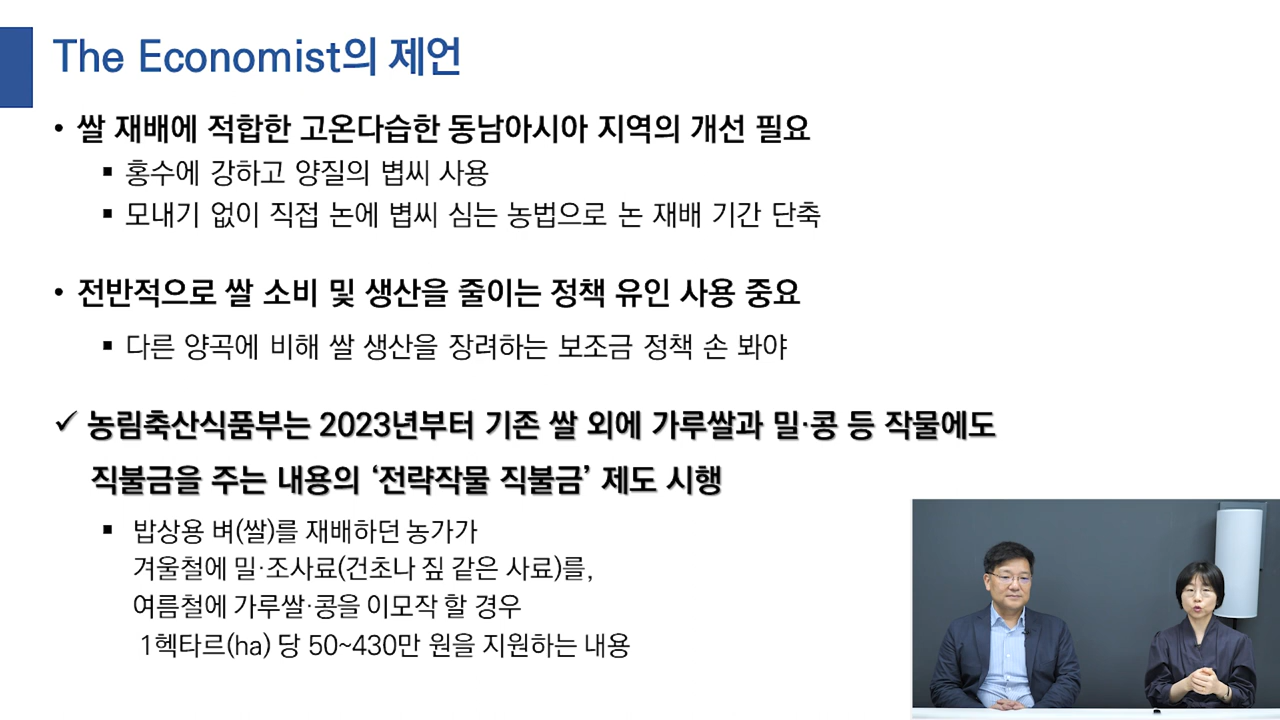 The Economist의 제언
• 쌀 재배에 적합한 고온다습한 동남아시아 지역의 개선 필요
▪ 홍수에 강하고 양질의 볍씨 사용
▪ 모내기 없이 직접 논에 볍씨 심는 농법으로 논 재배 기간 단축
• 전반적으로 쌀 소비 및 생산을 줄이는 정책 유인 사용 중요
▪ 다른 양곡에 비해 쌀 생산을 장려하는 보조금 정책 손 봐야
✓ 농림축산식품부는 2023년부터 기존 쌀 외에 가루쌀과 밀·콩 등 작물에도
직불금을 주는 내용의 ‘전략작물 직불금’ 제도 시행
▪ 밥상용 벼(쌀)를 재배하던 농가가
겨울철에 밀·조사료(건초나 짚 같은 사료)를,
여름철에 가루쌀·콩을 이모작 할 경우
1헥타르(ha) 당 50~430만 원을 지원하는 내용